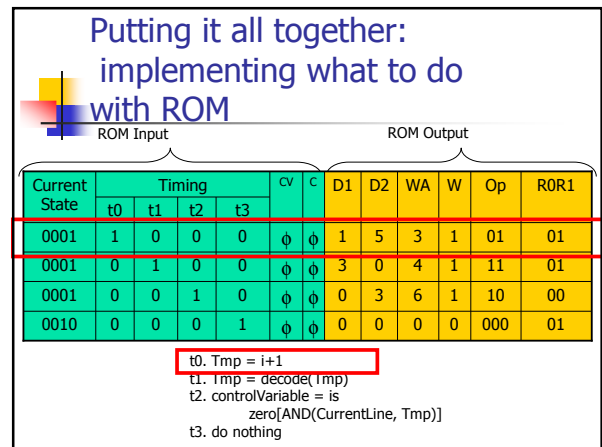 Putting it all together:
implementing what to do
with ROM
ROM Input ROM Output
Current State Timing CV C D1 D2 WA W Op R0R1
t0 t1 t2 t3
0001 1 0 0 0 ϕ ϕ 1 5 3 1 01 01
0001 0 1 0 0 ϕ ϕ 3 0 4 1 11 01
0001 0 0 1 0 ϕ ϕ 0 3 6 1 10 00
0010 0 0 0 1 ϕ ϕ 0 0 0 0 000 01
t0. Tmp = i+1
t1. Tmp = decode(Tmp)
t2. controlVariable = is
zero[AND(CurrentLine, Tmp)]
t3. do nothing